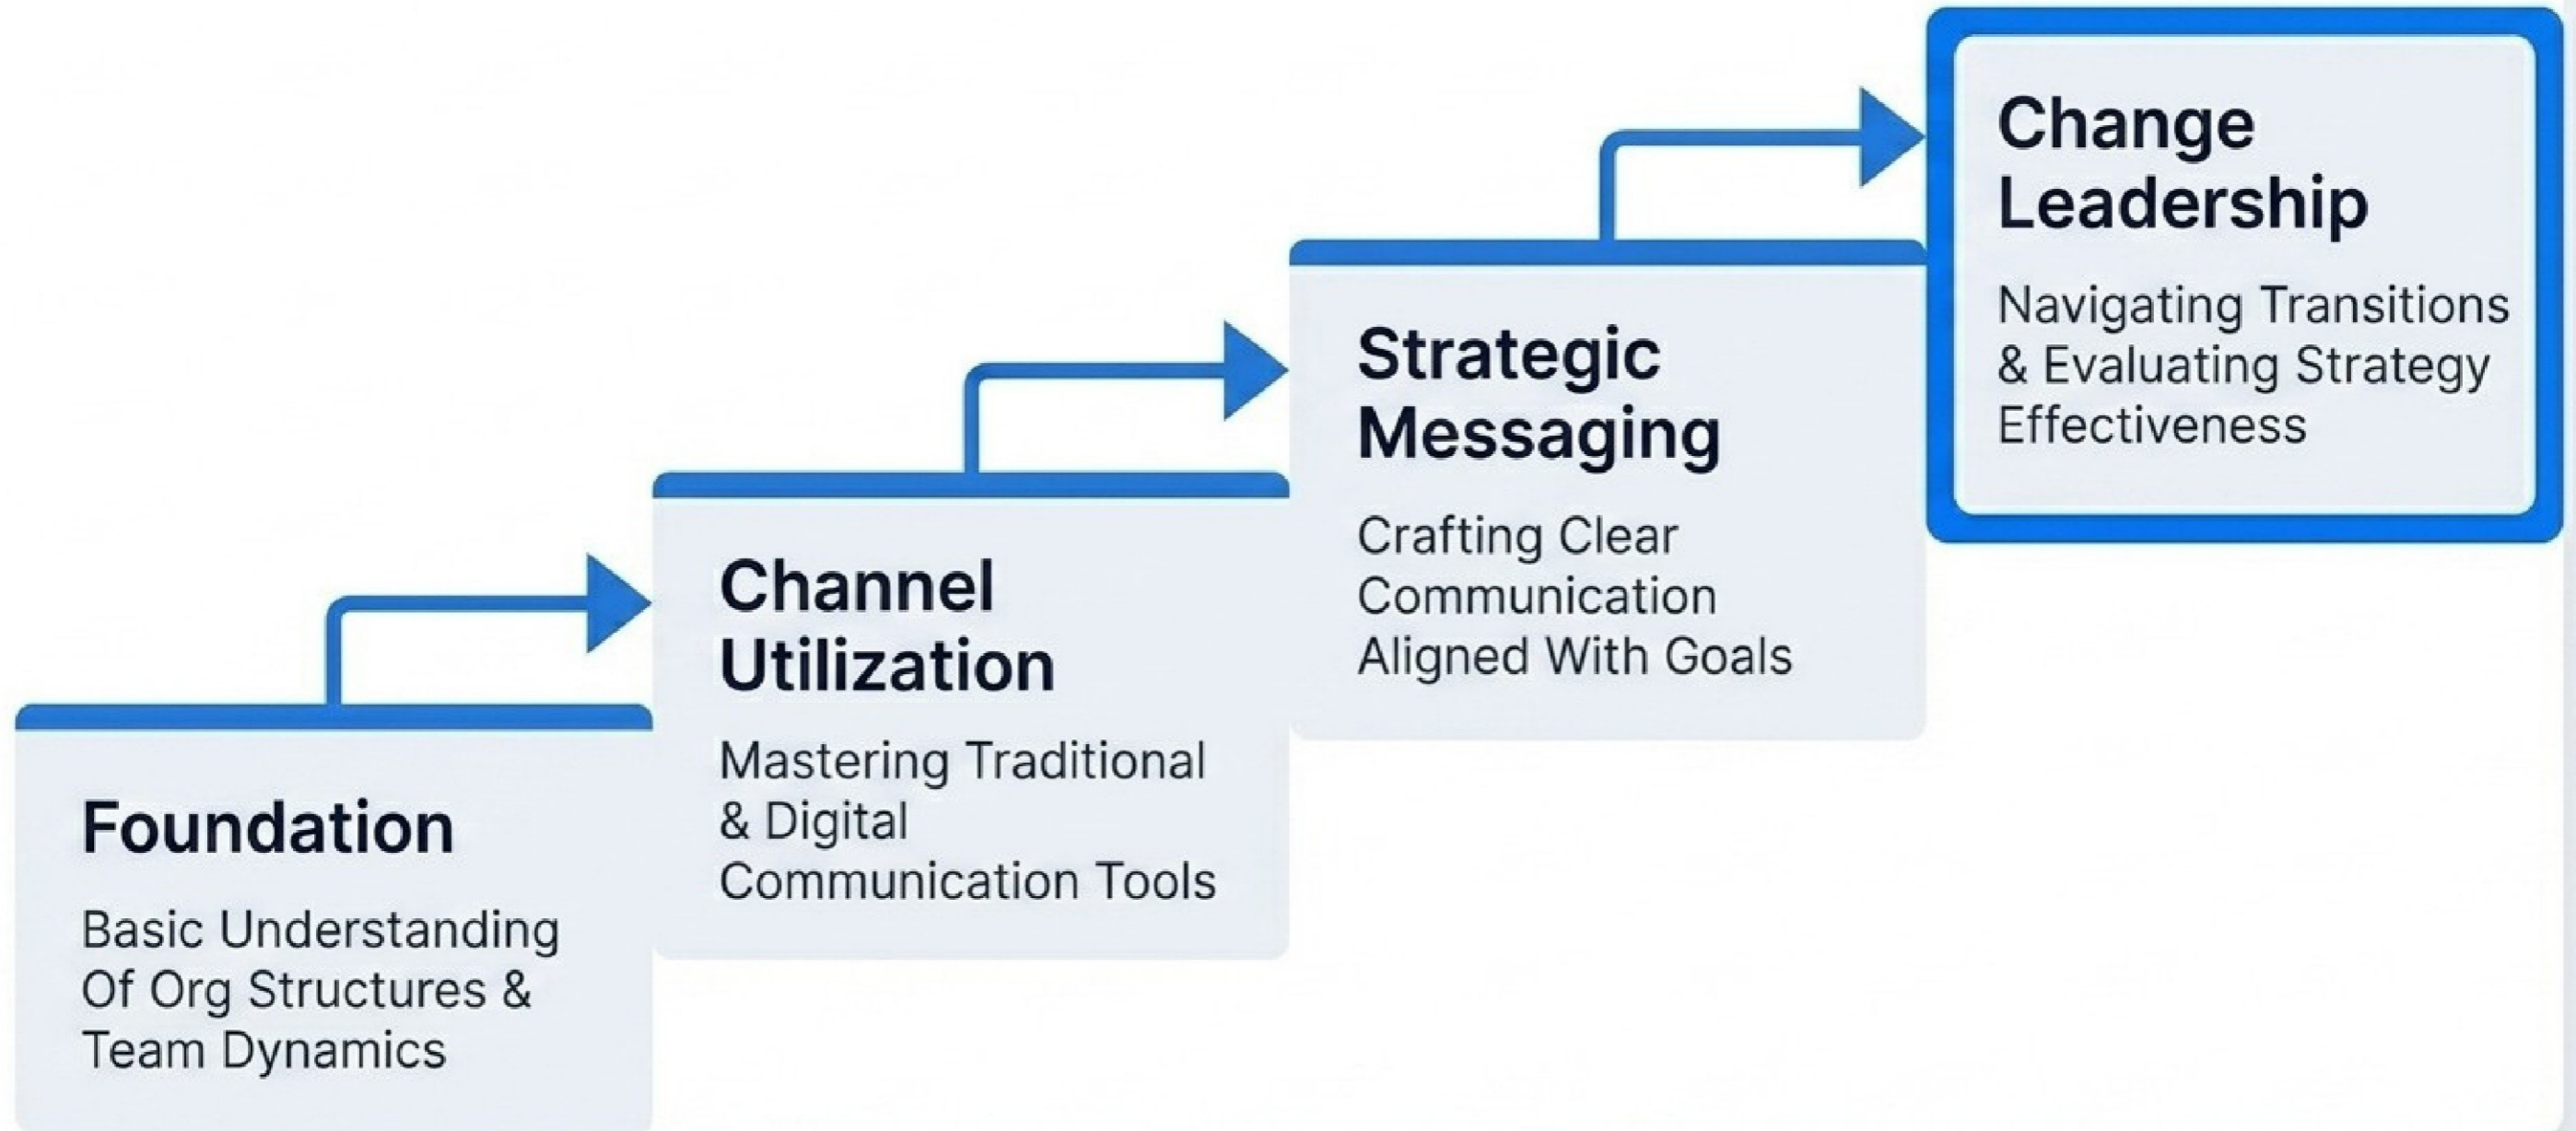 Foundation
Basic Understanding
Of Org Structures &
Team Dynamics
Channel
Utilization
Mastering Traditional
& Digital
Communication Tools
Strategic
Messaging
Crafting Clear
Communication
Aligned With Goals
Change
Leadership
Navigating Transitions
& Evaluating Strategy
Effectiveness